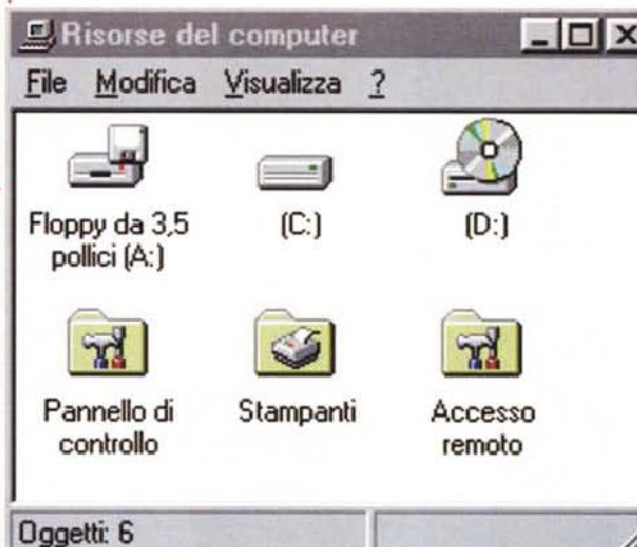 Risorse del computer
File Modifica Visualizza ?
Floppy da 3,5
pollici (A:)
(C:)
(D:)
Pannello di
controllo
Stampanti
Accesso
remoto
Oggetti: 6